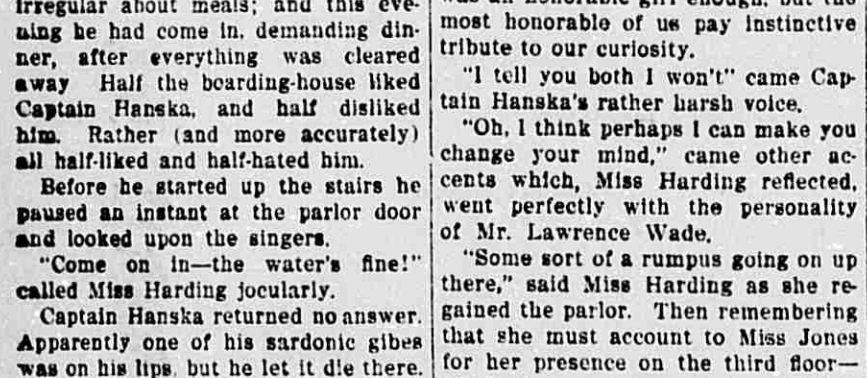 irregular about meals; and this eve-
ning he had come in, demanding din-
ner, after everything was cleared
away Half the boarding-house liked
Captain Hanska, and half disliked
him. Rather (and more accurately)
all half-liked and half-hated him.
Before he started up the stairs he
paused an instant at the parlor door
and looked upon the singers.
"Come on in—the water's fine!"
called Miss Harding jocularly.
Captain Hanska returned no answer.
Apparently one of his sardonic gibes
was on his lips, but he let it die there.
was an honorable girl enough, but the
most honorable of us pay instinctive
tribute to our curiosity.
"I tell you both I won't" came Cap-
tain Hanska's rather harsh voice.
"Oh, I think perhaps I can make you
change your mind," came other ac-
cents which, Miss Harding reflected,
went perfectly with the personality
of Mr. Lawrence Wade.
"Some sort of a rumpus going on up
there," said Miss Harding as she re-
gained the parlor. Then remembering
that she must account to Miss Jones
for her presence on the third floor—